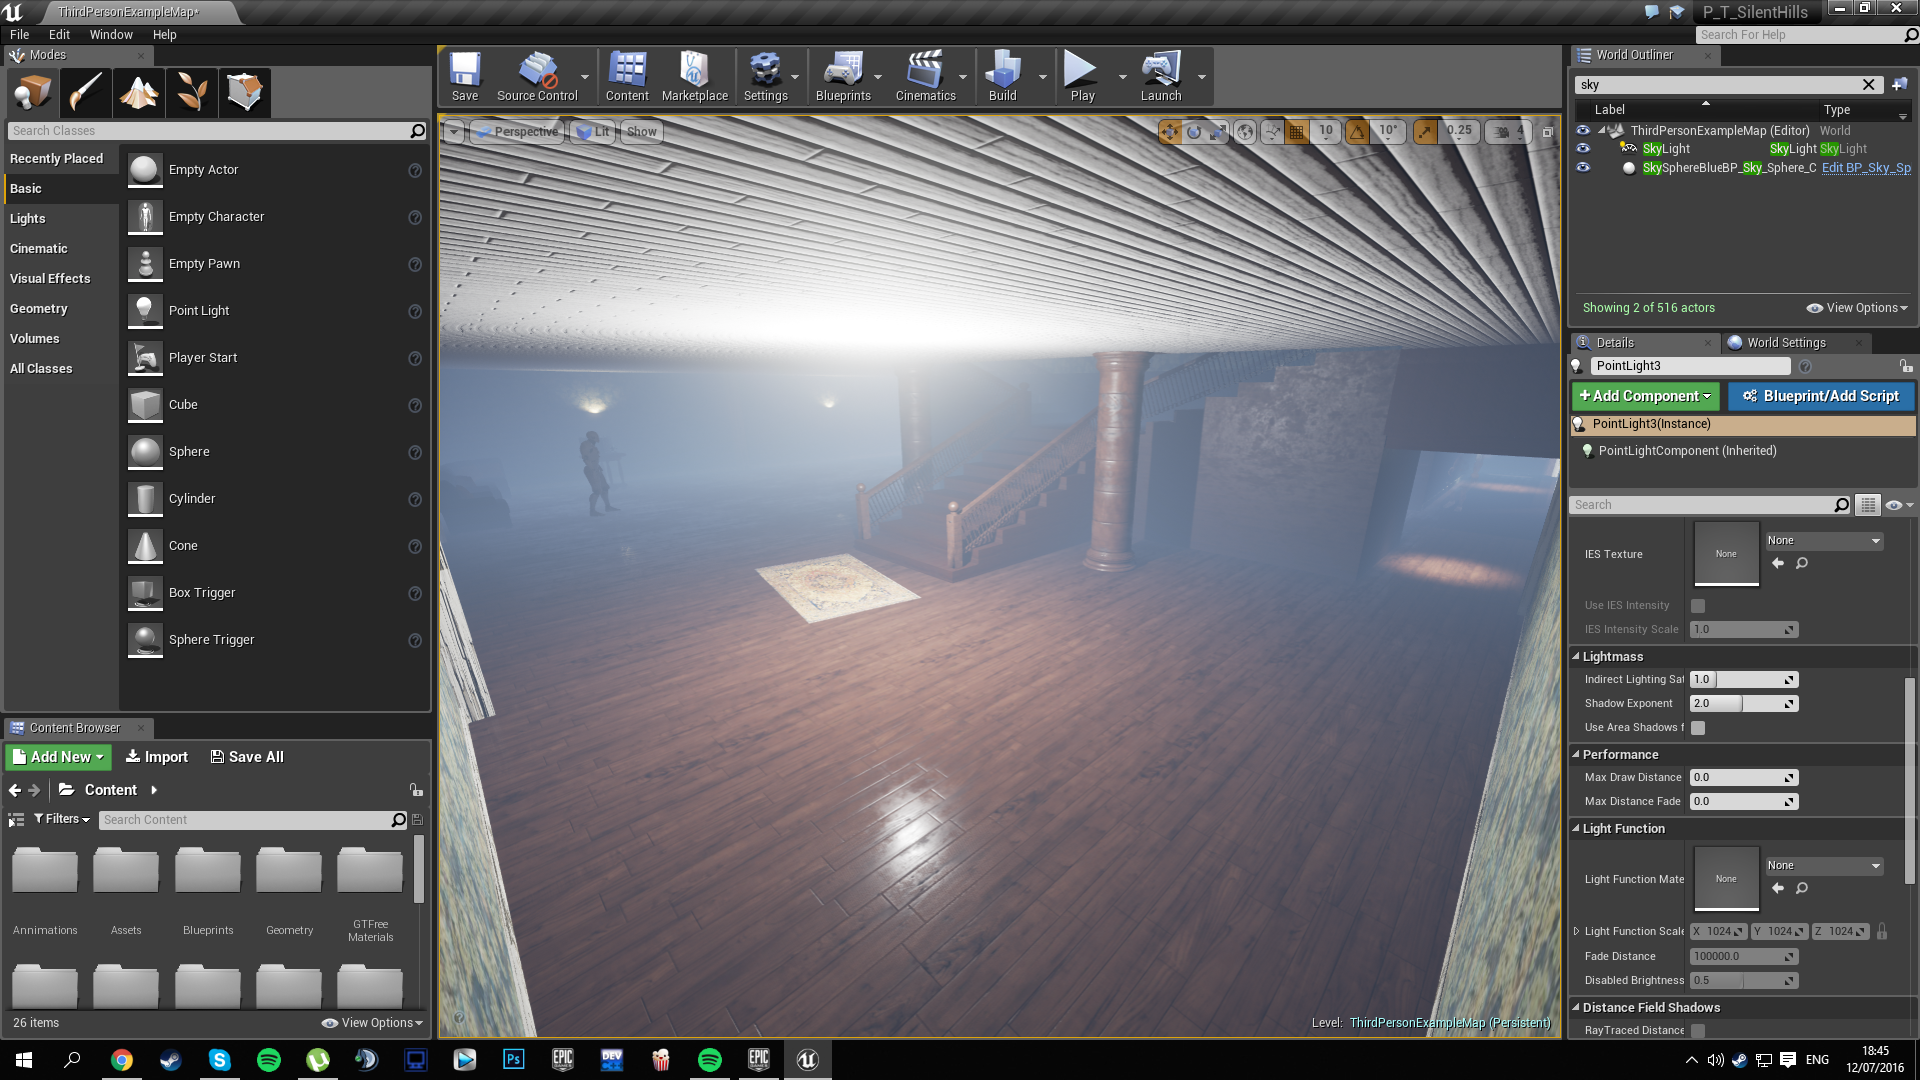 ThirdPersonExampleMap*
P_T_SilentHills
File Edit Window Help
Search For Help
Modes
Search Classes
Recently Placed
Basic
Lights
Cinematic
Visual Effects
Geometry
Volumes
All Classes
Empty Actor
Empty Character
Empty Pawn
Point Light
Player Start
Cube
Sphere
Cylinder
Cone
Box Trigger
Sphere Trigger
Content Browser
Add New
Import
Save All
Content
Filters
Search Content
Annimations
Assets
Blueprints
Geometry
GTFree
Materials
26 items
View Options
Save
Source Control
Content
Marketplace
Settings
Blueprints
Cinematics
Build
Play
Launch
Perspective
Lit
Show
10
10°
0.25
4
Level: ThirdPersonExampleMap (Persistent)
World Outliner
sky
Label Type
ThirdPersonExampleMap (Editor) World
SkyLight SkyLight SkyLight
SkySphereBlueBP_Sky_Sphere_C Edit BP_Sky_Sp
Showing 2 of 516 actors
View Options
Details
World Settings
PointLight3
+Add Component
Blueprint/Add Script
PointLight3(Instance)
PointLightComponent (Inherited)
Search
IES Texture
None
None
Use IES Intensity
IES Intensity Scale 1.0
Lightmass
Indirect Lighting Sat 1.0
Shadow Exponent 2.0
Use Area Shadows f
Performance
Max Draw Distance 0.0
Max Distance Fade 0.0
Light Function
Light Function Mate
None
None
Light Function Scale X 1024 Y 1024 Z 1024
Fade Distance 100000.0
Disabled Brightness 0.5
Distance Field Shadows
RayTraced Distance
Ps
EPIC
GAMES
DEV
EPIC
GAMES
ENG
18:45
12/07/2016